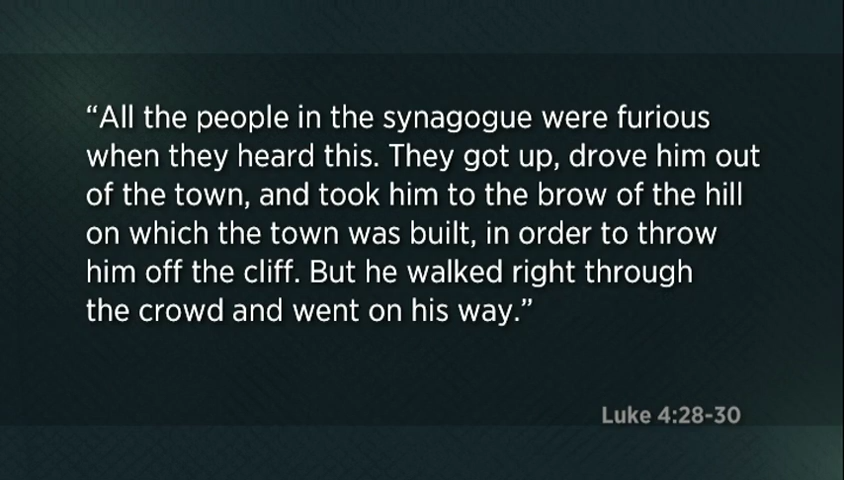 “All the people in the synagogue were furious
when they heard this. They got up, drove him out
of the town, and took him to the brow of the hill
on which the town was built, in order to throw
him off the cliff. But he walked right through
the crowd and went on his way.”
Luke 4:28-30